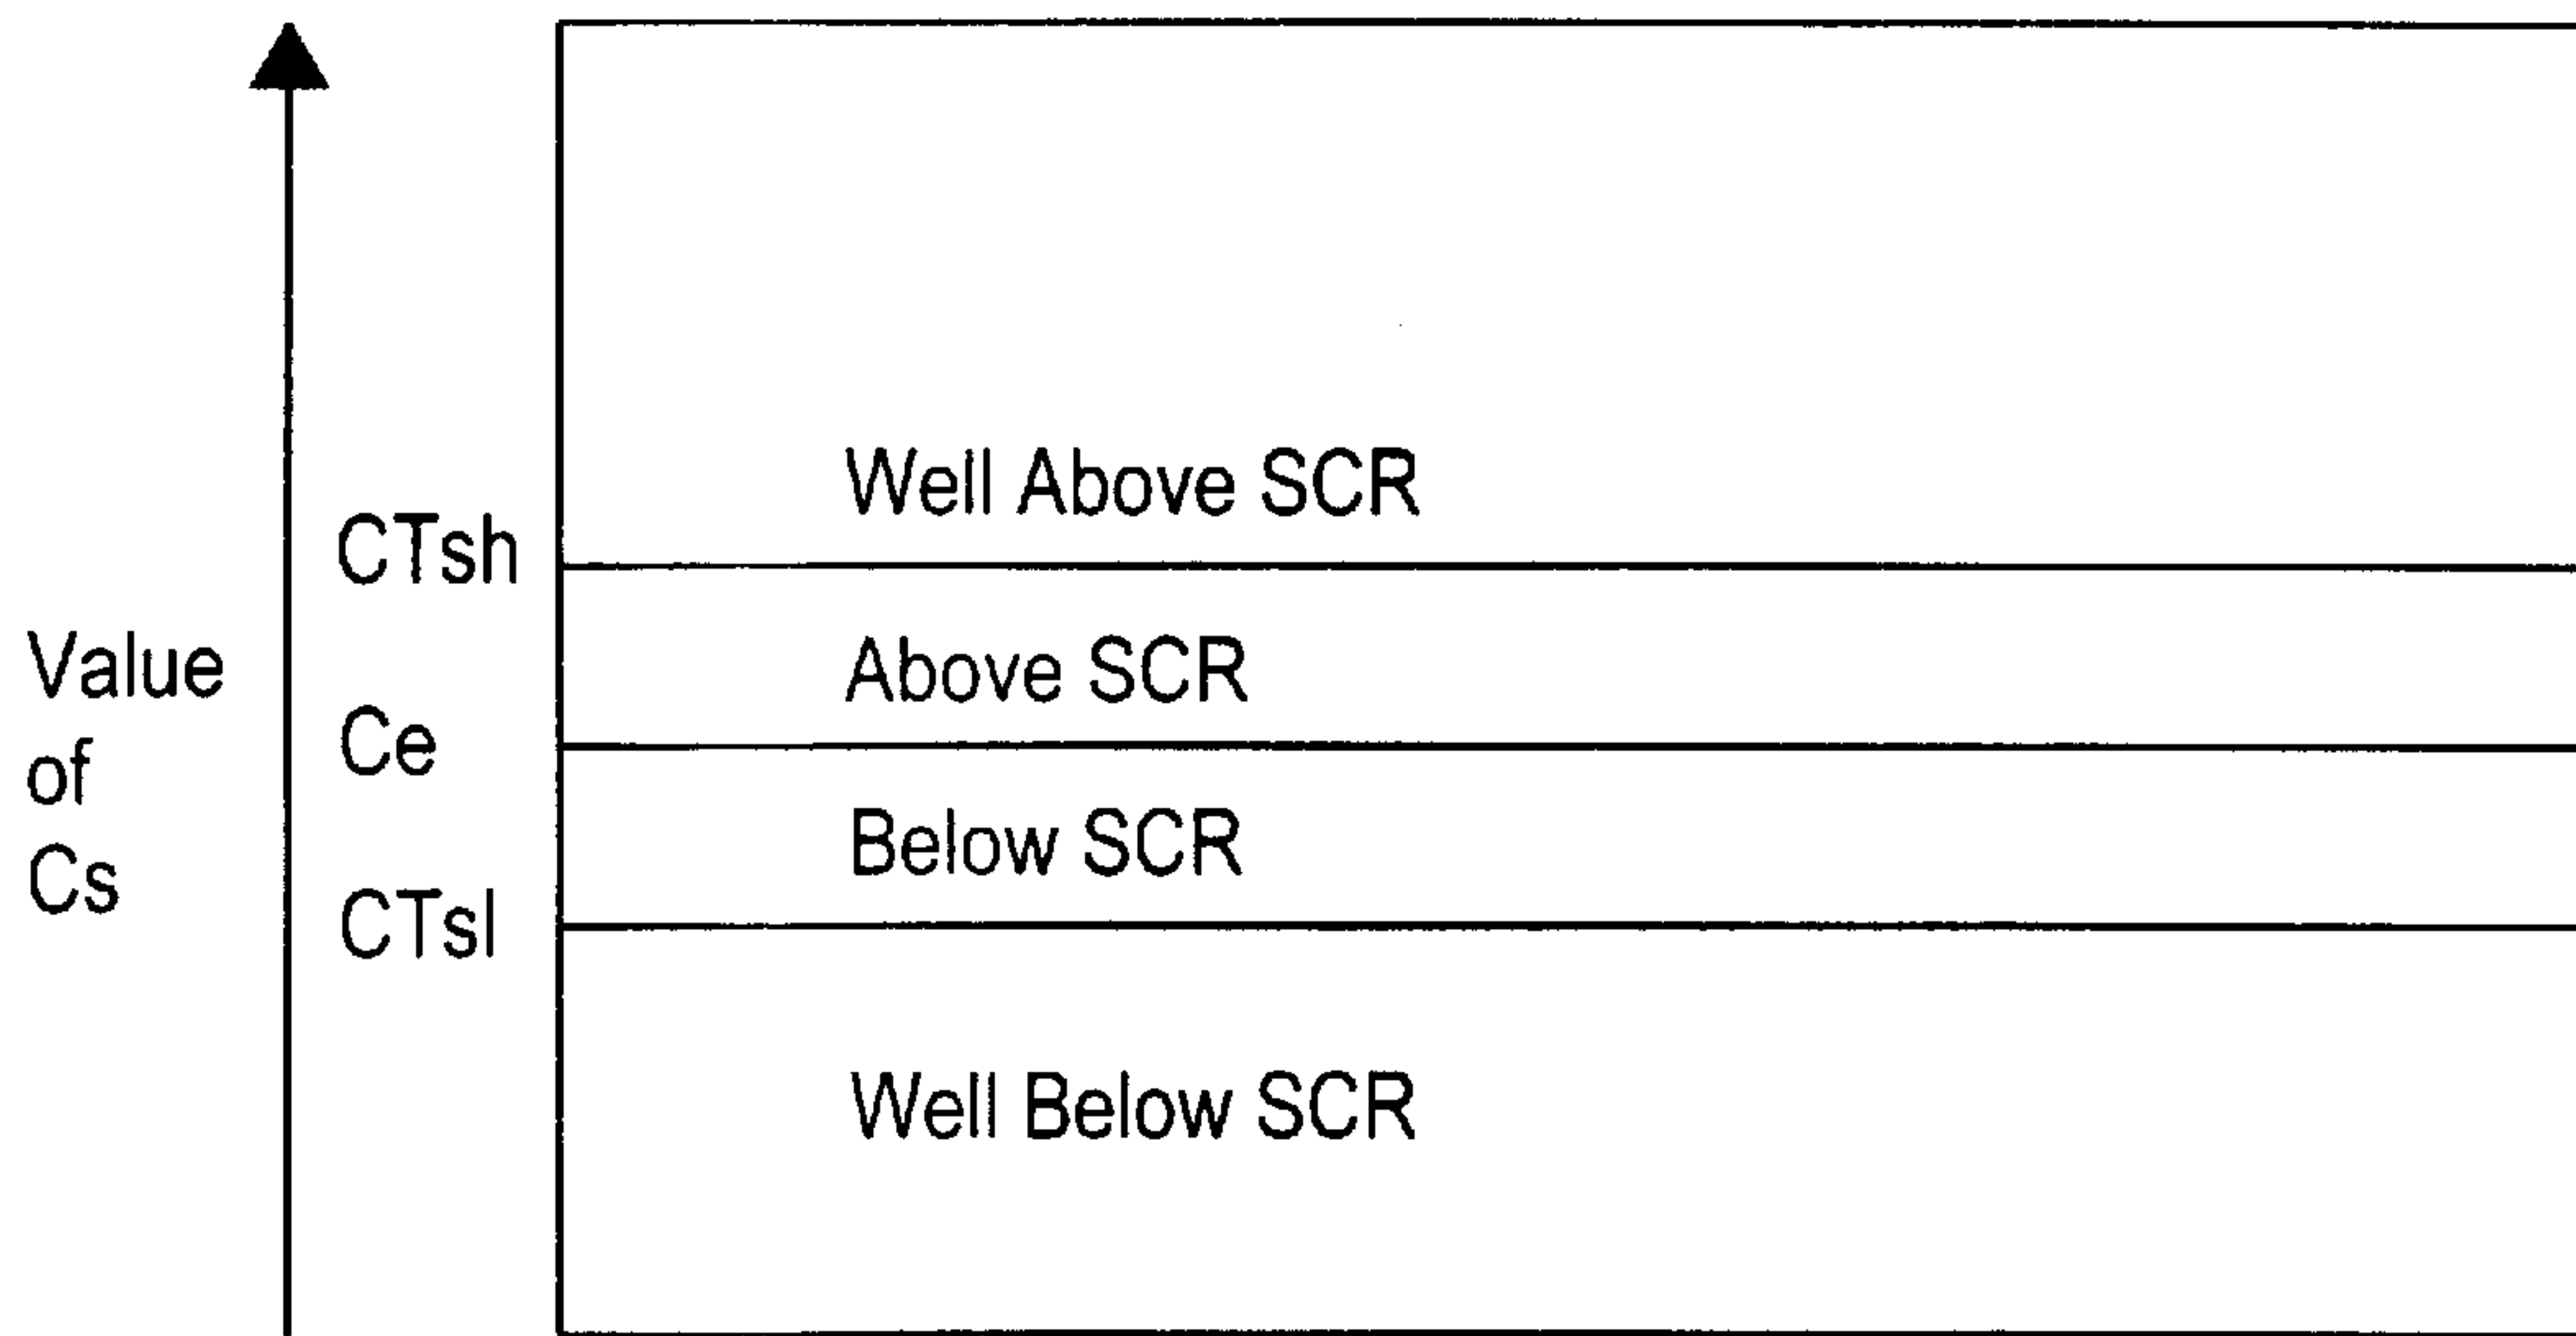 Well Above SCR
CTsh
Above SCR
Value
of
Cs
Ce
Below SCR
CTsl
Well Below SCR